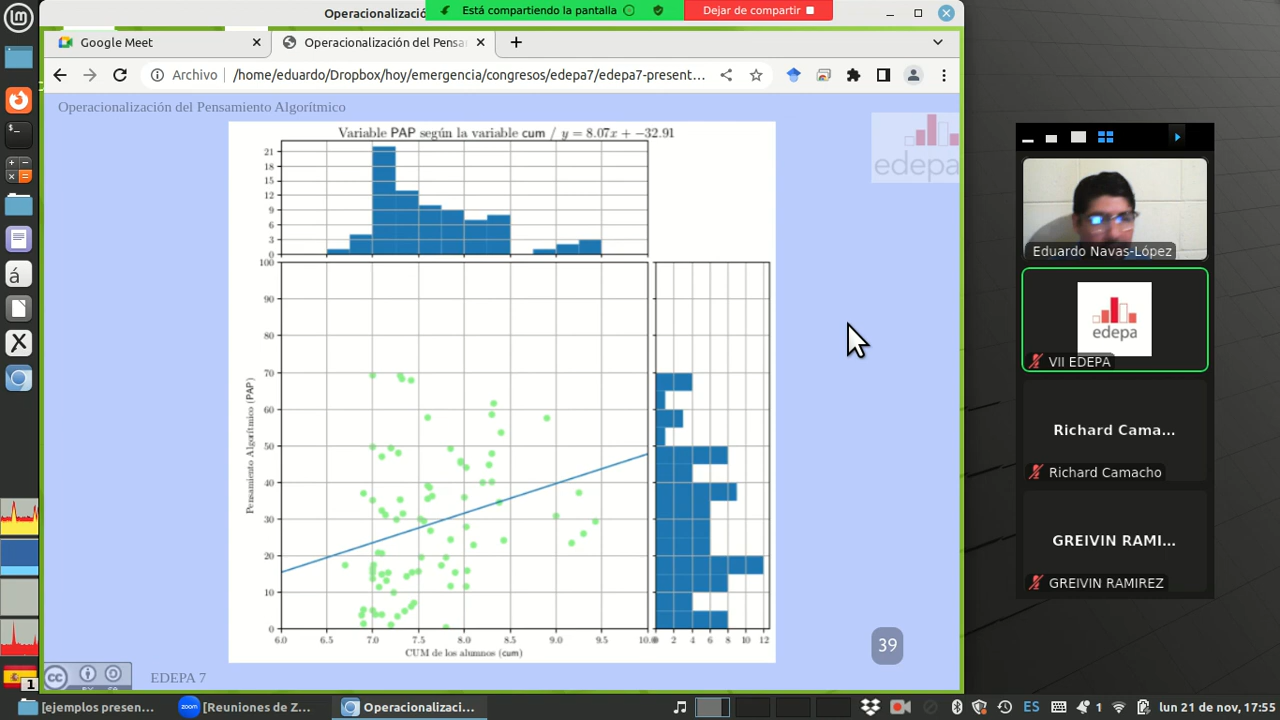 Operacionalizació
Está compartiendo la pantalla
Dejar de compartir
Google Meet
Operacionalización del Pensa
Archivo
/home/eduardo/Dropbox/hoy/emergencia/congresos/edepa7/edepa7-present...
Operacionalización del Pensamiento Algorítmico
Variable PAP según la variable cum / y = 8.07x + −32.91
edepa
21
18
15
12
9
6
3
0
100
90
80
70
60
50
40
30
20
10
0
Pensamiento Algorítmico (PAP)
6.0 6.5 7.0 7.5 8.0 8.5 9.0 9.5 10.0
0 2 4 6 8 10 12
CUM de los alumnos (cum)
39
EDEPA 7
Eduardo Navas-López
edepa
VII EDEPA
Richard Cama...
Richard Camacho
GREIVIN RAMI...
GREIVIN RAMIREZ
á
X
1
[ejemplos presen...
zoom
[Reuniones de Z...
Operacionalizaci...
ES
1
lun 21 de nov, 17:55